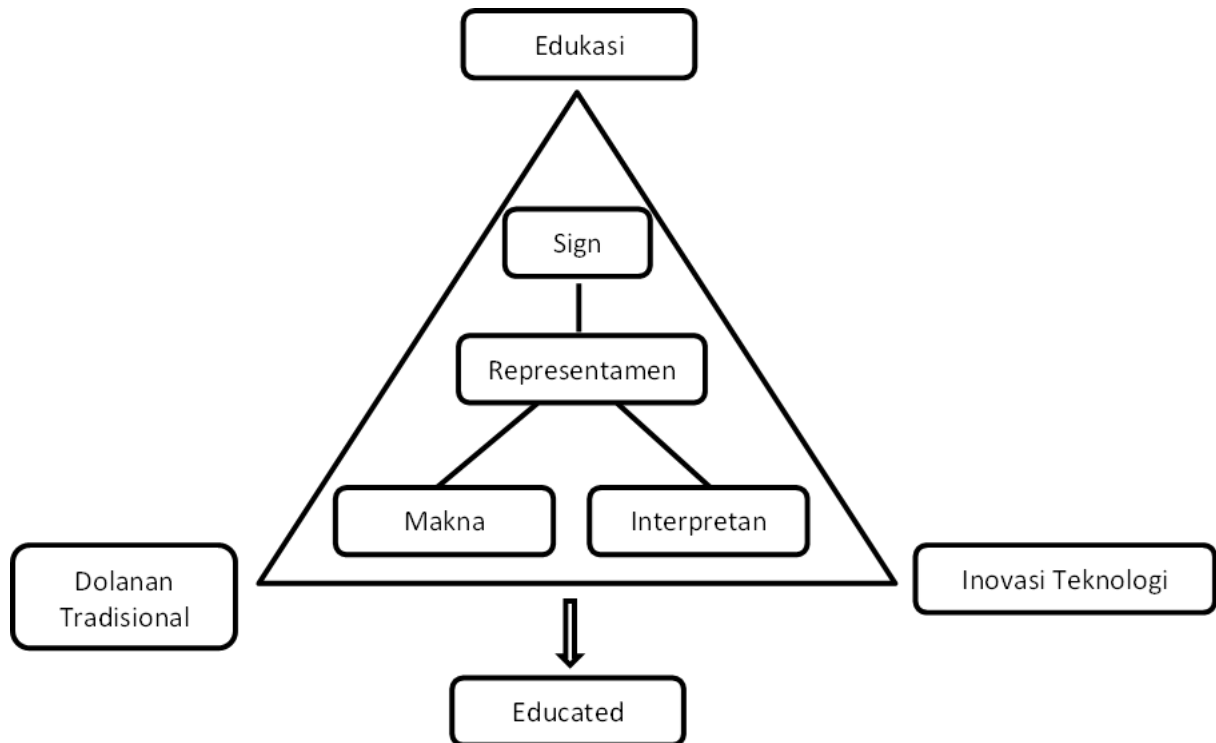 Edukasi
Sign
Representamen
Makna
Interpretan
Dolanan
Tradisional
Inovasi Teknologi
Educated